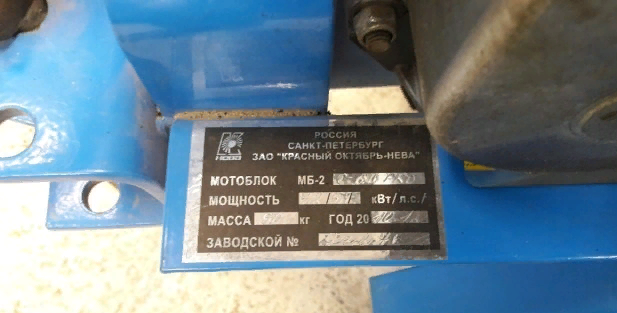 РОССИЯ
САНКТ-ПЕТЕРБУРГ
ЗАО "КРАСНЫЙ ОКТЯБРЬ-НЕВА"
МОТОБЛОК МБ-2
МОЩНОСТЬ / кВт/л.с./
МАССА кг ГОД 20
ЗАВОДСКОЙ №